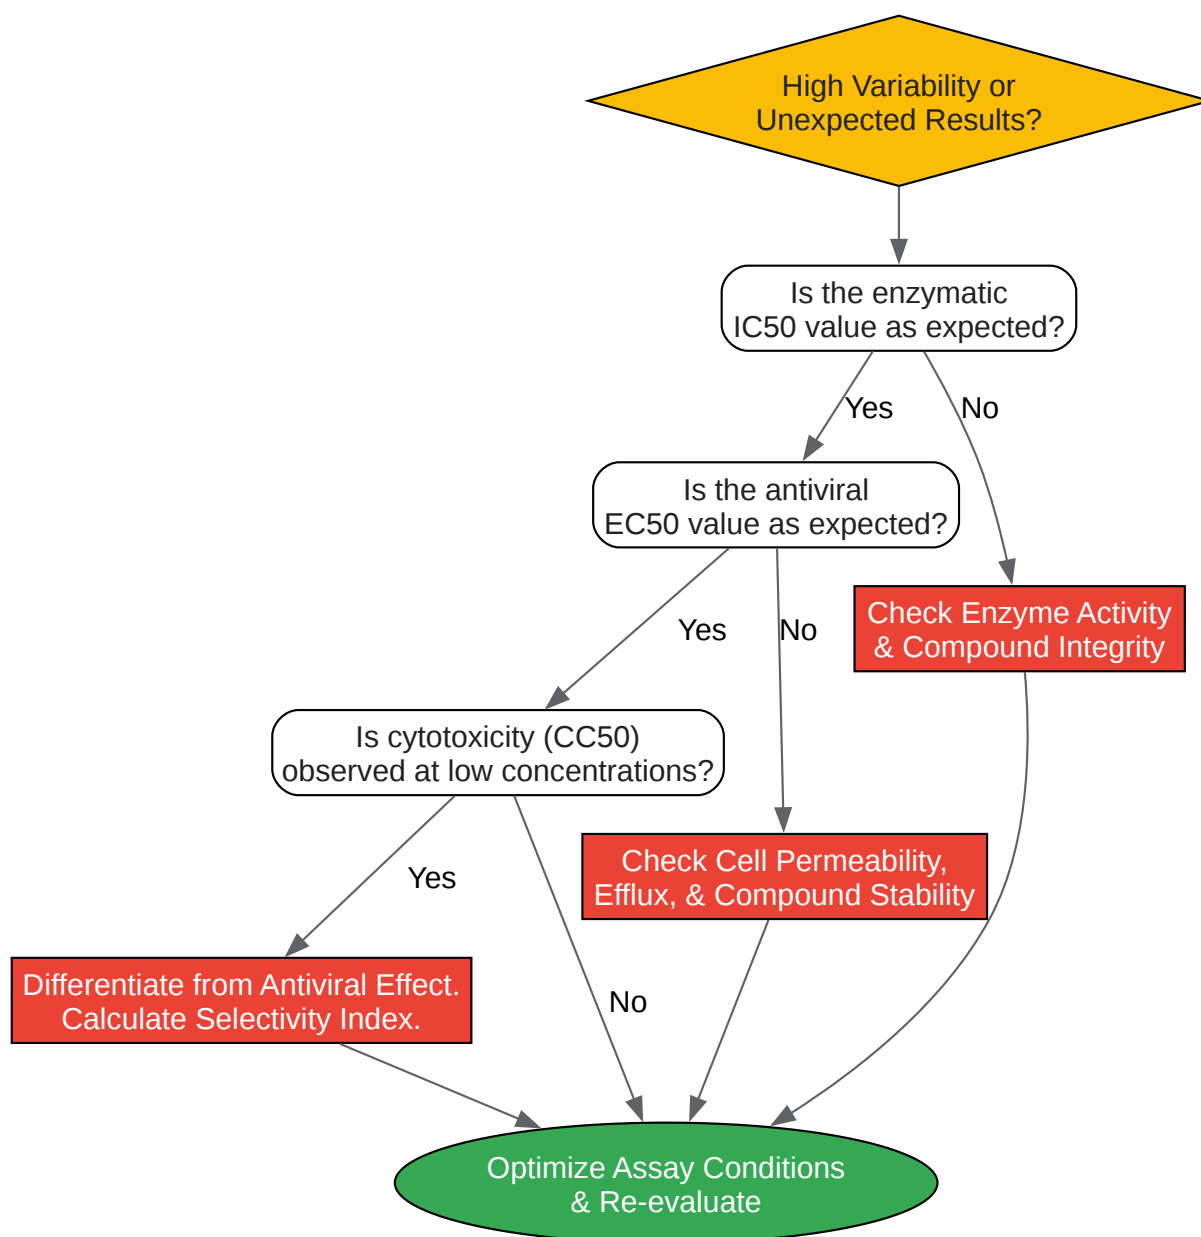 High Variability or
Unexpected Results?
Is the enzymatic
IC50 value as expected?
Yes
No
Is the antiviral
EC50 value as expected?
Check Enzyme Activity
& Compound Integrity
Yes
No
Is cytotoxicity (CC50)
observed at low concentrations?
Check Cell Permeability,
Efflux, & Compound Stability
Yes
Differentiate from Antiviral Effect.
Calculate Selectivity Index.
No
Optimize Assay Conditions
& Re-evaluate